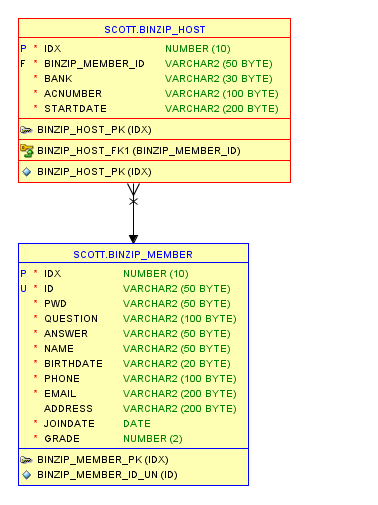 SCOTT.BINZIP_HOST
P * IDX NUMBER (10)
F * BINZIP_MEMBER_ID VARCHAR2 (50 BYTE)
* BANK VARCHAR2 (30 BYTE)
* ACNUMBER VARCHAR2 (100 BYTE)
* STARTDATE VARCHAR2 (200 BYTE)
BINZIP_HOST_PK (IDX)
BINZIP_HOST_FK1 (BINZIP_MEMBER_ID)
BINZIP_HOST_PK (IDX)
SCOTT.BINZIP_MEMBER
P * IDX NUMBER (10)
U * ID VARCHAR2 (50 BYTE)
* PWD VARCHAR2 (50 BYTE)
* QUESTION VARCHAR2 (100 BYTE)
* ANSWER VARCHAR2 (50 BYTE)
* NAME VARCHAR2 (50 BYTE)
* BIRTHDATE VARCHAR2 (20 BYTE)
* PHONE VARCHAR2 (100 BYTE)
* EMAIL VARCHAR2 (200 BYTE)
ADDRESS VARCHAR2 (200 BYTE)
* JOINDATE DATE
* GRADE NUMBER (2)
BINZIP_MEMBER_PK (IDX)
BINZIP_MEMBER_ID_UN (ID)